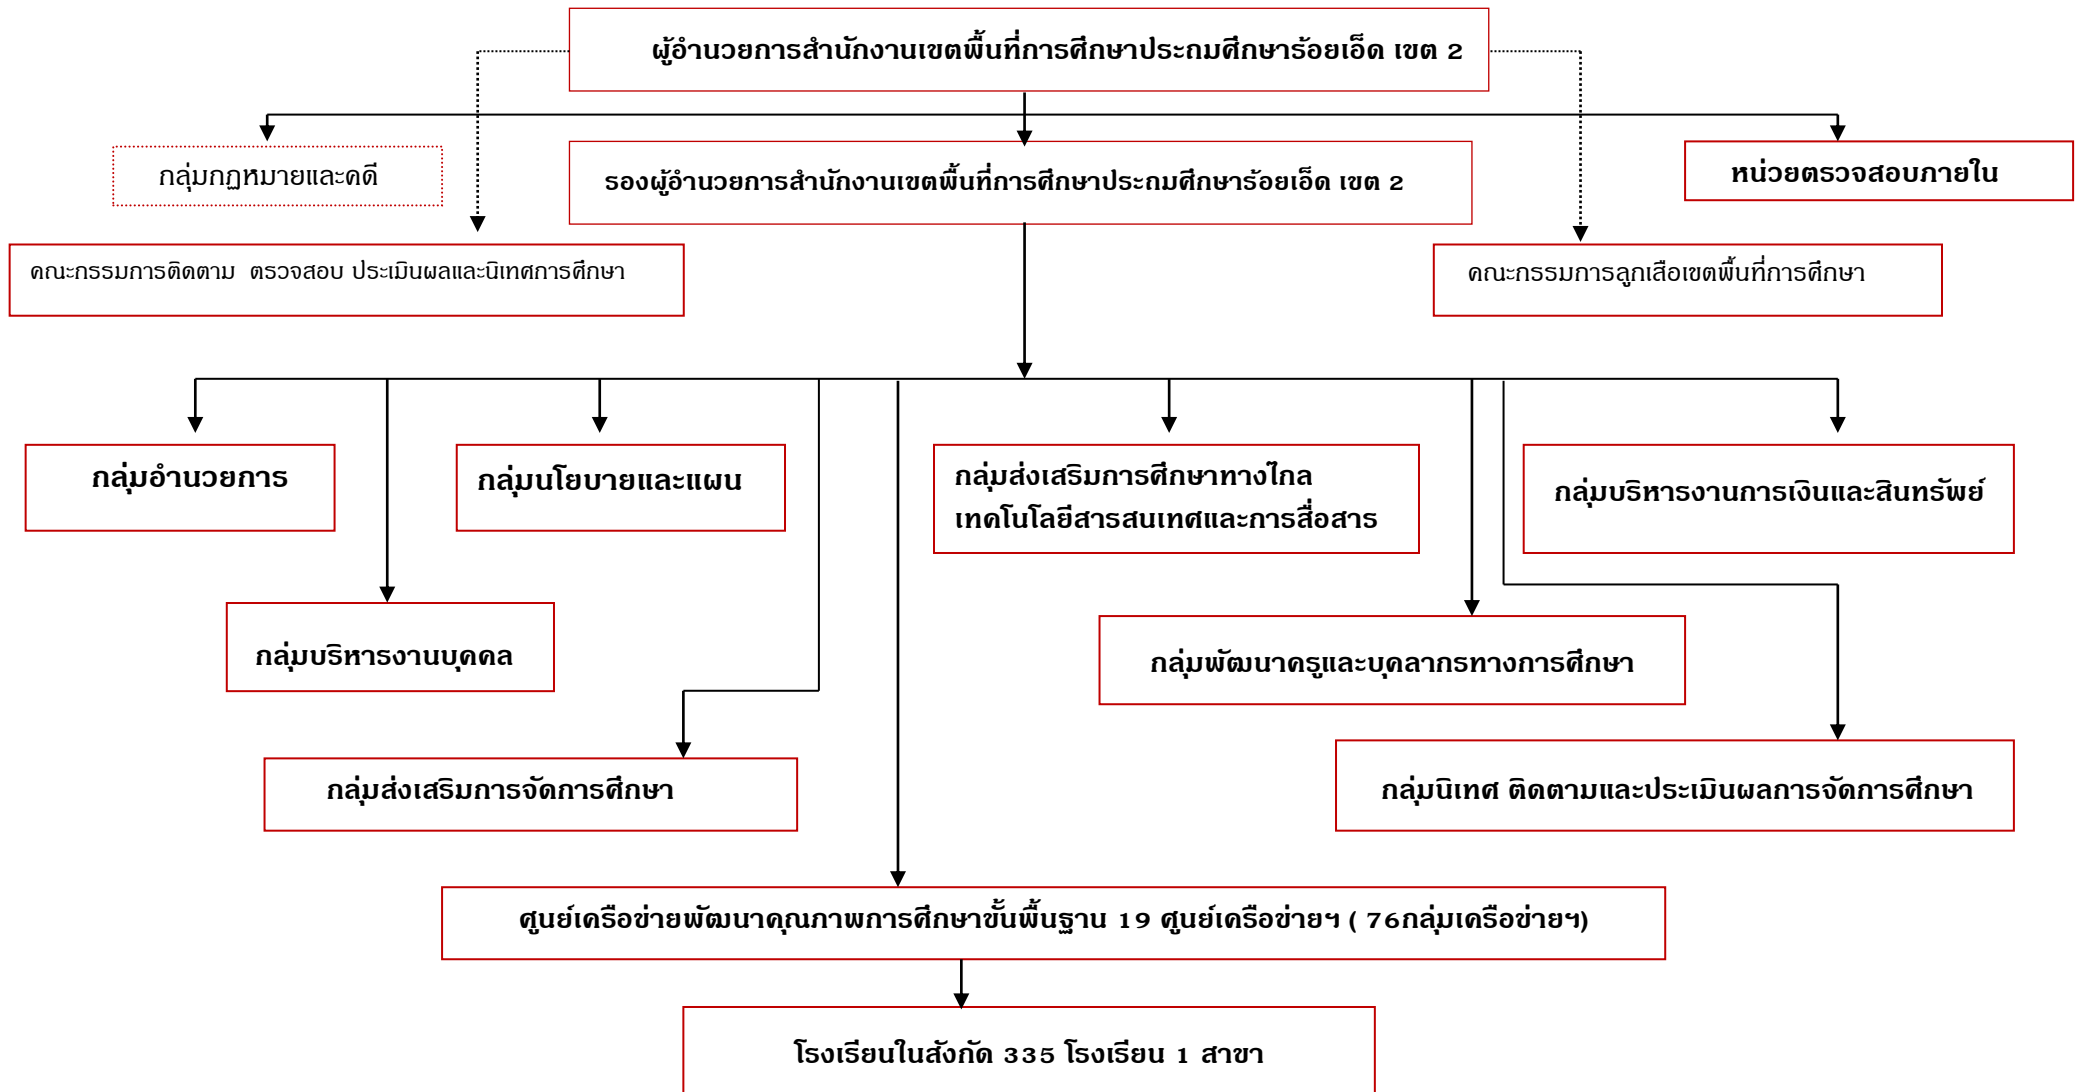 ผู้อำนวยการสำนักงานเขตพื้นที่การศึกษาประถมศึกษาร้อยเอ็ด เขต 2
กลุ่มกฎหมายและคดี
รองผู้อำนวยการสำนักงานเขตพื้นที่การศึกษาประถมศึกษาร้อยเอ็ด เขต 2
หน่วยตรวจสอบภายใน
คณะกรรมการติดตาม ตรวจสอบ ประเมินผลและนิเทศการศึกษา
คณะกรรมการลูกเสือเขตพื้นที่การศึกษา
กลุ่มอำนวยการ
กลุ่มนโยบายและแผน
กลุ่มส่งเสริมการศึกษาทางไกล
เทคโนโลยีสารสนเทศและการสื่อสาร
กลุ่มบริหารงานการเงินและสินทรัพย์
กลุ่มบริหารงานบุคคล
กลุ่มพัฒนาครูและบุคลากรทางการศึกษา
กลุ่มส่งเสริมการจัดการศึกษา
กลุ่มนิเทศ ติดตามและประเมินผลการจัดการศึกษา
ศูนย์เครือข่ายพัฒนาคุณภาพการศึกษาขั้นพื้นฐาน 19 ศูนย์เครือข่ายฯ ( 76กลุ่มเครือข่ายฯ)
โรงเรียนในสังกัด 335 โรงเรียน 1 สาขา